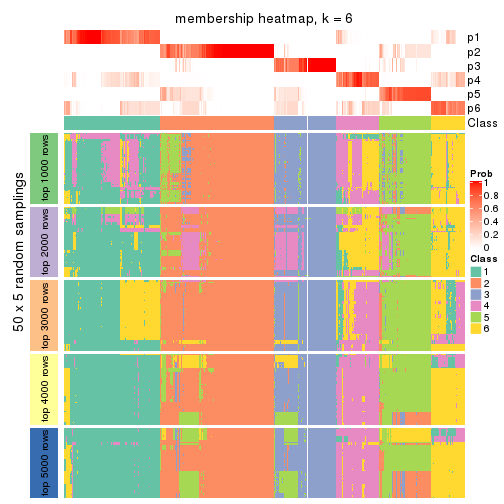 membership heatmap, k = 6
p1
p2
p3
p4
p5
p6
Class
50 x 5 random samplings
top 1000 rows
top 2000 rows
top 3000 rows
top 4000 rows
top 5000 rows
Prob
1
0.8
0.6
0.4
0.2
0
Class
1
2
3
4
5
6